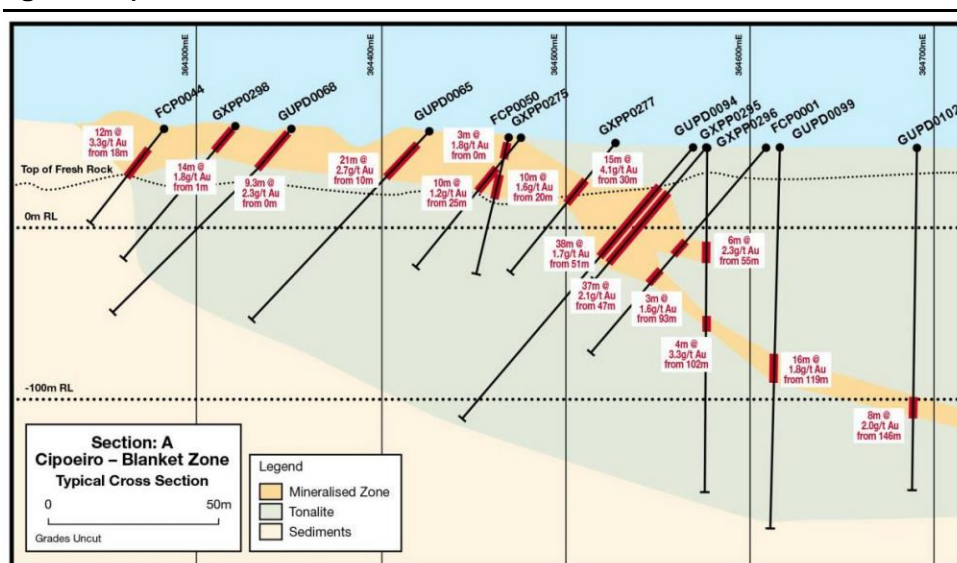 364300mE
364400mE
364500mE
364600mE
364700mE
FCP0044
GXPP0298
GUPD0068
GUPD0065
FCP0050
GXPP0275
GXPP0277
GUPD0094
GXPP0295
GXPP0296
FCP001
GUPD0099
GUPD0102
12m @
3.3g/t Au
from 18m
14m @
1.8g/t Au
from 1m
9.3m @
2.3g/t Au
from 0m
21m @
2.7g/t Au
from 10m
3m @
1.8g/t Au
from 0m
10m @
1.2g/t Au
from 25m
10m @
1.6g/t Au
from 20m
15m @
4.1g/t Au
from 30m
38m @
1.7g/t Au
from 51m
37m @
2.1g/t Au
from 47m
3m @
1.6g/t Au
from 93m
6m @
2.3g/t Au
from 55m
4m @
3.3g/t Au
from 102m
16m @
1.8g/t Au
from 119m
8m @
2.0g/t Au
from 146m
Top of Fresh Rock
0m RL
-100m RL
Section: A
Cipoeiro – Blanket Zone
Typical Cross Section
0 50m
Grades Uncut
Legend
Mineralised Zone
Tonalite
Sediments